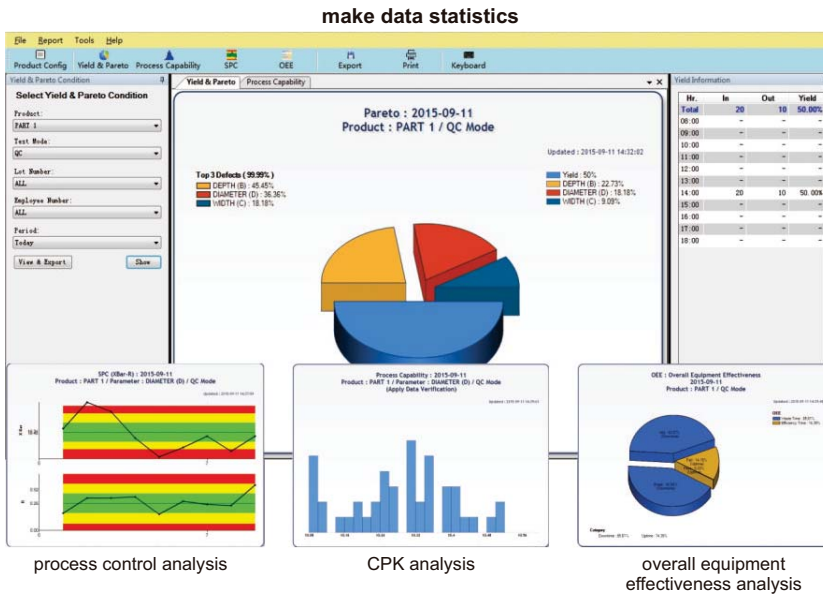 make data statistics
File Report Tools Help
Product Config Yield & Pareto Process Capability SPC OEE Export Print Keyboard
Yield & Pareto Condition
Select Yield & Pareto Condition
Product:
PART 1
Test Mode:
QC
Lot Number:
ALL
Employee Number:
ALL
Period:
Today
View & Export Show
Yield & Pareto Process Capability
Pareto : 2015-09-11
Product : PART 1 / QC Mode
Updated : 2015-09-11 14:32:02
Top 3 Defects ( 99.99% )
DEPTH (B) : 45.45%
DIAMETER (D) : 36.36%
WIDTH (C) : 18.18%
Yield : 50%
DEPTH (B) : 22.73%
DIAMETER (D) : 18.18%
WIDTH (C) : 9.09%
Yield Information
Hr. In Out Yield
Total 20 10 50.00%
08:00 - - -
09:00 - - -
10:00 - - -
11:00 - - -
12:00 - - -
13:00 - - -
14:00 20 10 50.00%
15:00 - - -
16:00 - - -
17:00 - - -
18:00 - - -
SPC (XBar-R) : 2015-09-11
Product : PART 1 / Parameter : DIAMETER (D) / QC Mode
Process Capability : 2015-09-11
Product : PART 1 / Parameter : DIAMETER (D) / QC Mode
(Apply Data Verification)
OEE : Overall Equipment Effectiveness
2015-09-11
Product : PART 1 / QC Mode
OEE
Category
process control analysis
CPK analysis
overall equipment
effectiveness analysis